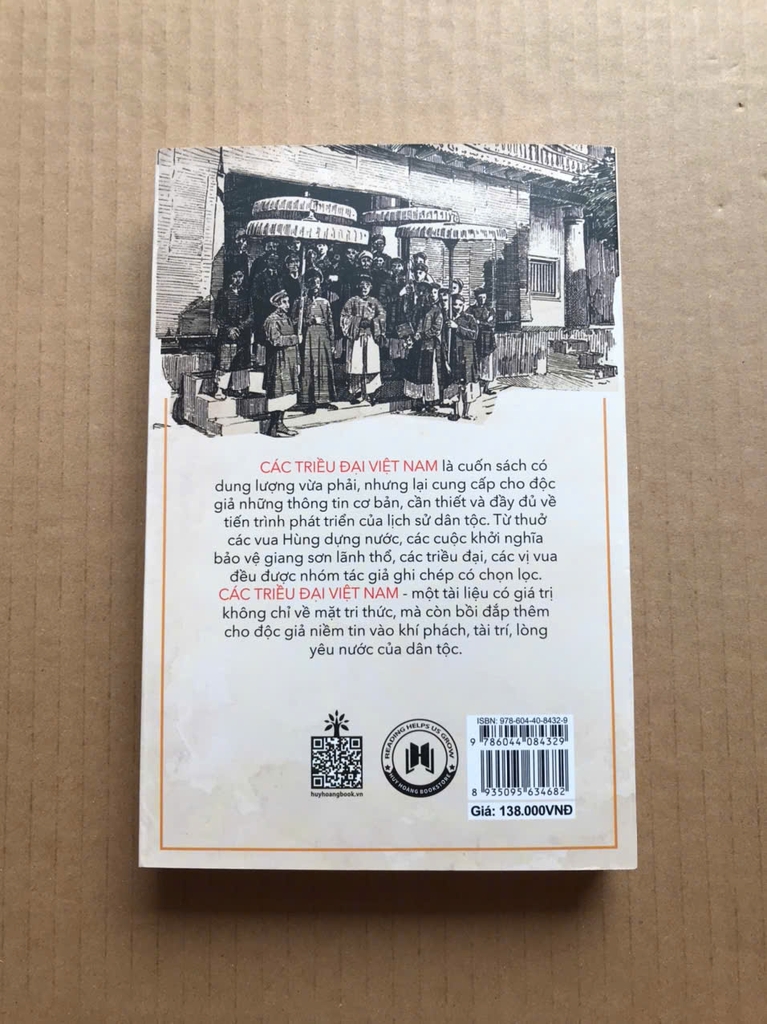 CÁC TRIỀU ĐẠI VIỆT NAM là cuốn sách có
dung lượng vừa phải, nhưng lại cung cấp cho độc
giả những thông tin cơ bản, cần thiết và đầy đủ về
tiến trình phát triển của lịch sử dân tộc. Từ thuở
các vua Hùng dựng nước, các cuộc khởi nghĩa
bảo vệ giang sơn lãnh thổ, các triều đại, các vị vua
đều được nhóm tác giả ghi chép có chọn lọc.
CÁC TRIỀU ĐẠI VIỆT NAM - một tài liệu có giá trị
không chỉ về mặt tri thức, mà còn bồi đắp thêm
cho độc giả niềm tin vào khí phách, tài trí, lòng
yêu nước của dân tộc.
huyhoangbook.vn
READING HELPS US GROW
HUY HOANG BOOKSTORE
ISBN: 978-604-40-8432-9
9 786044 084329
8 935095 634682
Giá: 138.000VNĐ